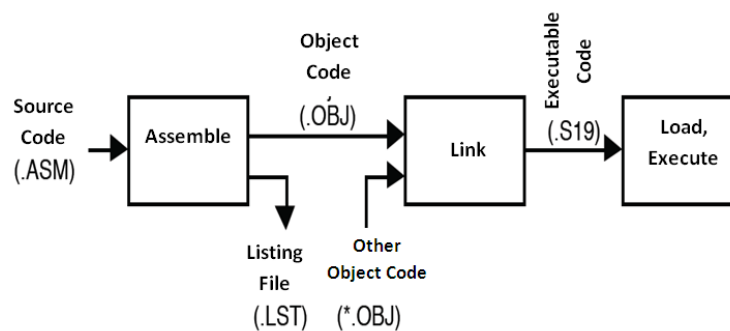 Source
Code
(.ASM)
Assemble
Object
Code
(.OBJ)
Listing
File
(.LST)
Other
Object Code
(*.OBJ)
Link
Executable
Code
(.S19)
Load,
Execute